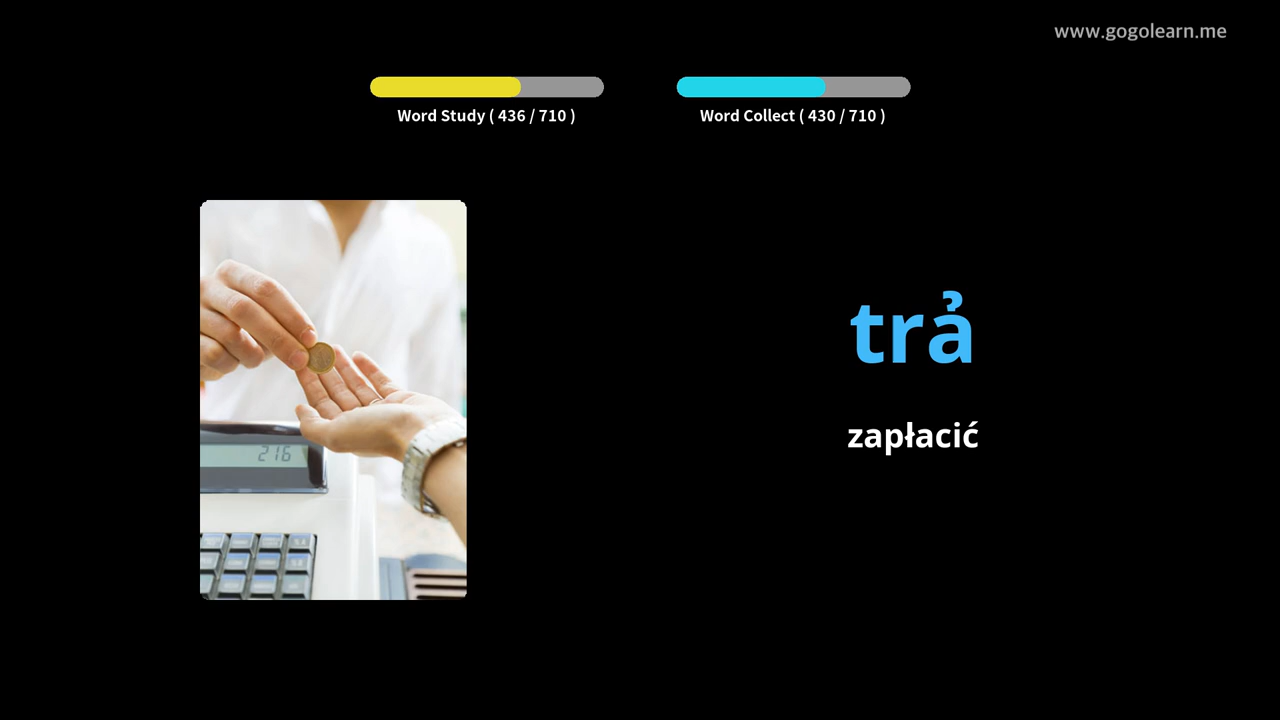 www.gogolearn.me
Word Study ( 436 / 710 )
Word Collect ( 430 / 710 )
216
trả
zapłacić